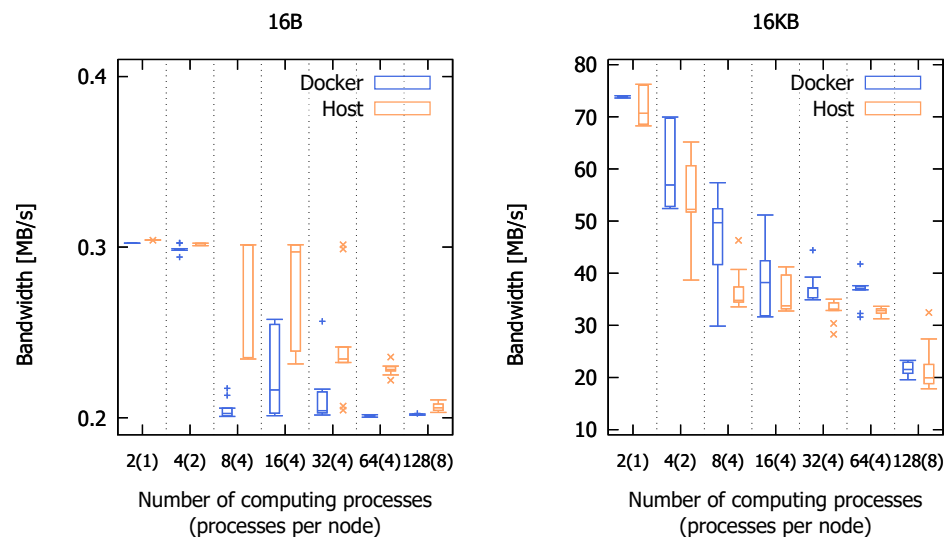 16B
0.4
0.3
0.2
Bandwidth [MB/s]
Docker
Host
2(1) 4(2) 8(4) 16(4) 32(4) 64(4) 128(8)
Number of computing processes
(processes per node)
16KB
80
70
60
50
40
30
20
10
Bandwidth [MB/s]
Docker
Host
2(1) 4(2) 8(4) 16(4) 32(4) 64(4) 128(8)
Number of computing processes
(processes per node)